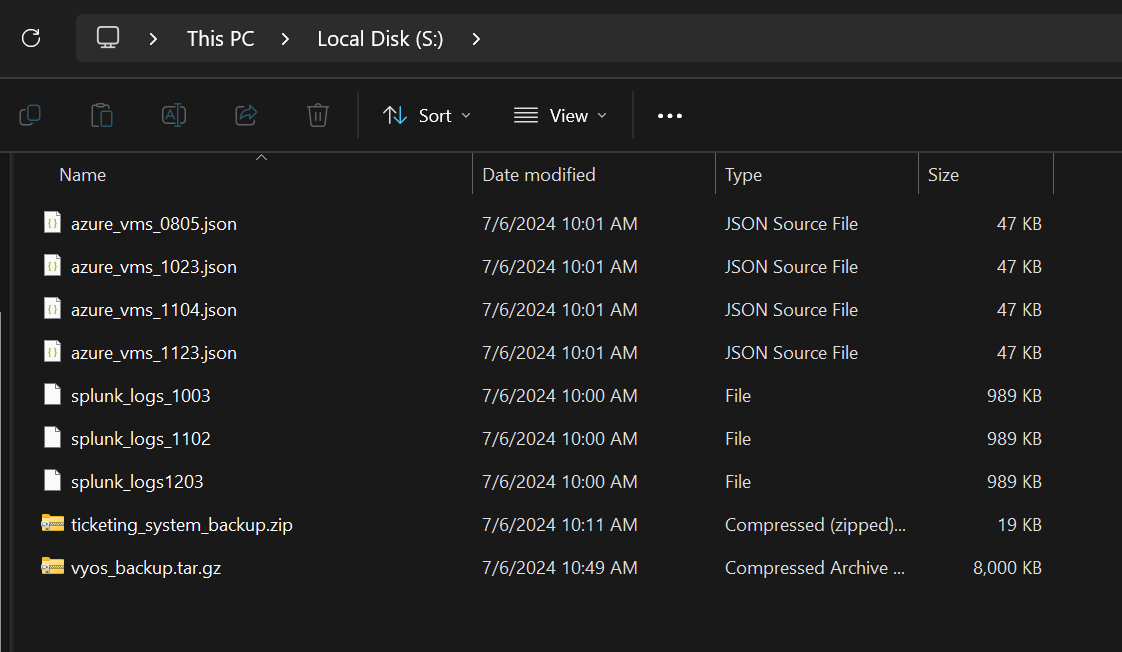 This PC Local Disk (S:)
Sort View
Name Date modified Type Size
azure_vms_0805.json 7/6/2024 10:01 AM JSON Source File 47 KB
azure_vms_1023.json 7/6/2024 10:01 AM JSON Source File 47 KB
azure_vms_1104.json 7/6/2024 10:01 AM JSON Source File 47 KB
azure_vms_1123.json 7/6/2024 10:01 AM JSON Source File 47 KB
splunk_logs_1003 7/6/2024 10:00 AM File 989 KB
splunk_logs_1102 7/6/2024 10:00 AM File 989 KB
splunk_logs1203 7/6/2024 10:00 AM File 989 KB
ticketing_system_backup.zip 7/6/2024 10:11 AM Compressed (zipped)... 19 KB
vyos_backup.tar.gz 7/6/2024 10:49 AM Compressed Archive ... 8,000 KB